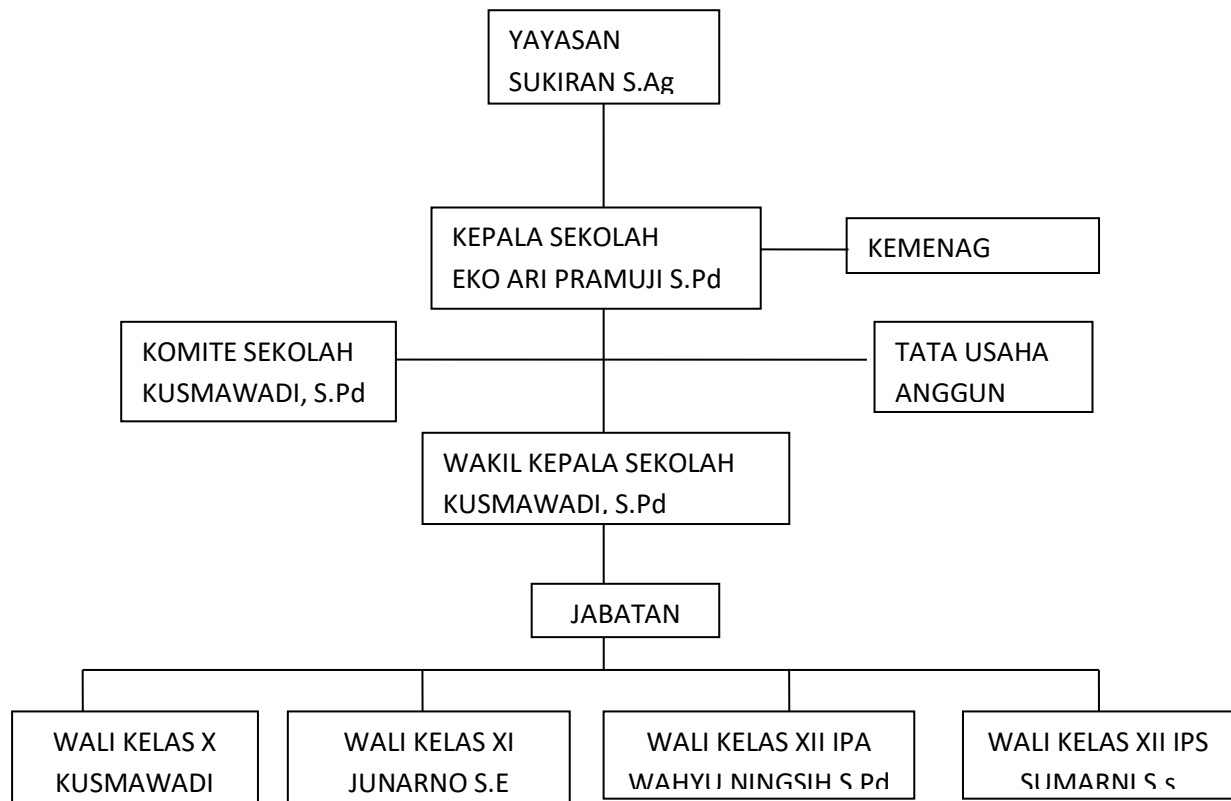 YAYASAN
SUKIRAN S.Ag
KEPALA SEKOLAH
EKO ARI PRAMUJI S.Pd
KEMENAG
KOMITE SEKOLAH
KUSMAWADI, S.Pd
TATA USAHA
ANGGUN
WAKIL KEPALA SEKOLAH
KUSMAWADI, S.Pd
JABATAN
WALI KELAS X
KUSMAWADI
WALI KELAS XI
JUNARNO S.E
WALI KELAS XII IPA
WAHYU NINGSIH S.Pd
WALI KELAS XII IPS
SUMARNI S.s